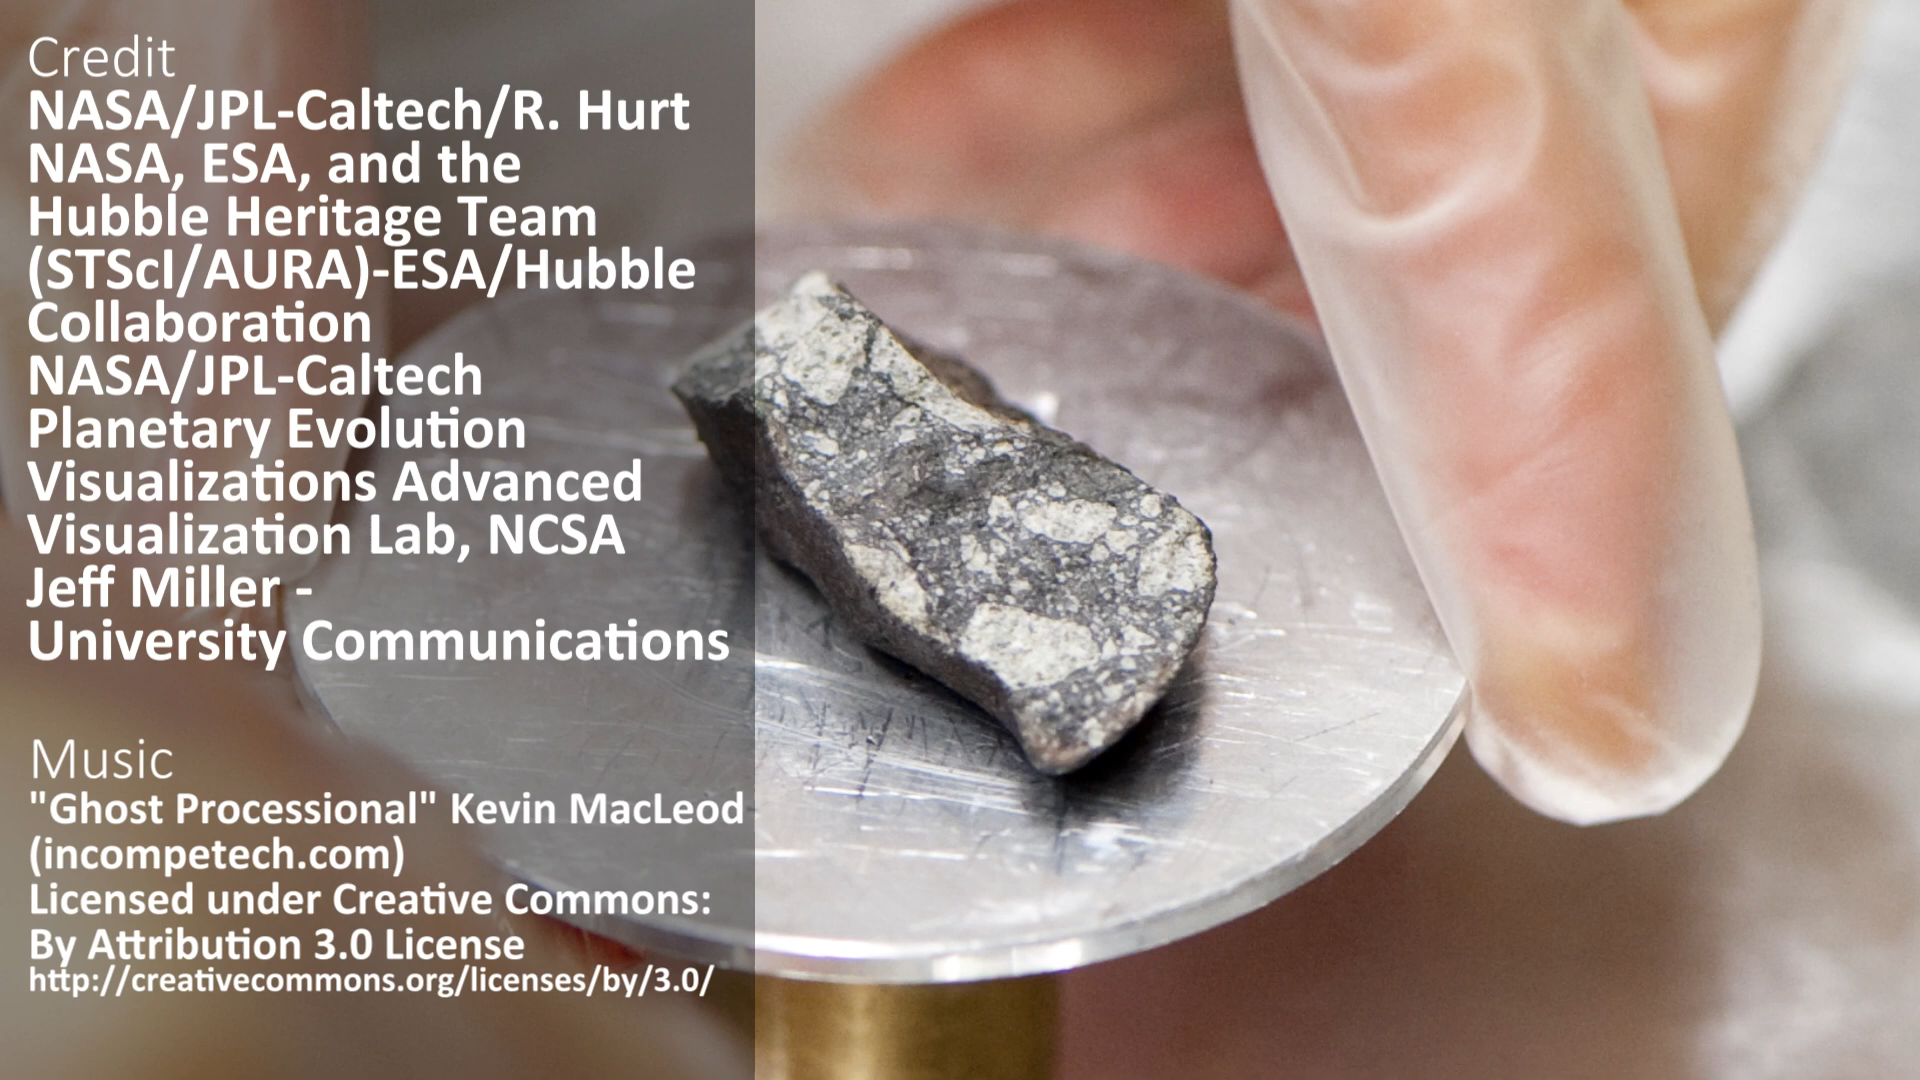 Credit
NASA/JPL-Caltech/R. Hurt
NASA, ESA, and the
Hubble Heritage Team
(STScI/AURA)-ESA/Hubble
Collaboration
NASA/JPL-Caltech
Planetary Evolution
Visualizations Advanced
Visualization Lab, NCSA
Jeff Miller -
University Communications
Music
"Ghost Processional" Kevin MacLeod
(incompetech.com)
Licensed under Creative Commons:
By Attribution 3.0 License
http://creativecommons.org/licenses/by/3.0/